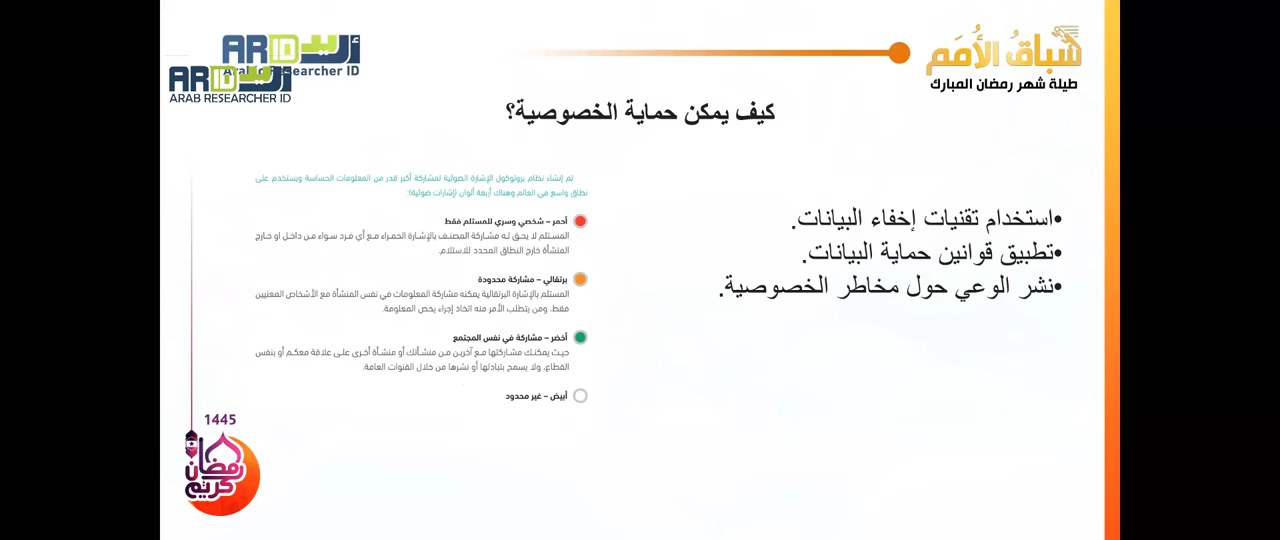 سباقُ الأُمَم
طيلة شهر رمضان المبارك
ARID أريد
Arabic Researcher ID
ARID أريد
ARAB RESEARCHER ID
كيف يمكن حماية الخصوصية؟
•استخدام تقنيات إخفاء البيانات.
•تطبيق قوانين حماية البيانات.
•نشر الوعي حول مخاطر الخصوصية.
تم إنشاء نظام بروتوكول الإشارة الضوئية لمشاركة أكبر قدر من المعلومات الحساسة ويستخدم على
نطاق واسع في العالم وهناك أربعة ألوان (إشارات ضوئية):
أحمر – شخصي وسري للمستلم فقط
المستلم لا يحق له مشاركة المصنف بالإشارة الحمراء مع أي فرد سواء من داخل او خارج
المنشأة خارج النطاق المحدد للاستلام.
برتقالي – مشاركة محدودة
المستلم بالإشارة البرتقالية يمكنه مشاركة المعلومات في نفس المنشأة مع الأشخاص المعنيين
فقط، ومن يتطلب الأمر منه اتخاذ إجراء يخص المعلومة.
أخضر – مشاركة في نفس المجتمع
حيث يمكنك مشاركتها مع آخرين من منشأتك أو منشأة أخرى على علاقة معكم أو بنفس
القطاع، ولا يسمح بتبادلها أو نشرها من خلال القنوات العامة.
أبيض – غير محدود
1445
رمضان
كريم